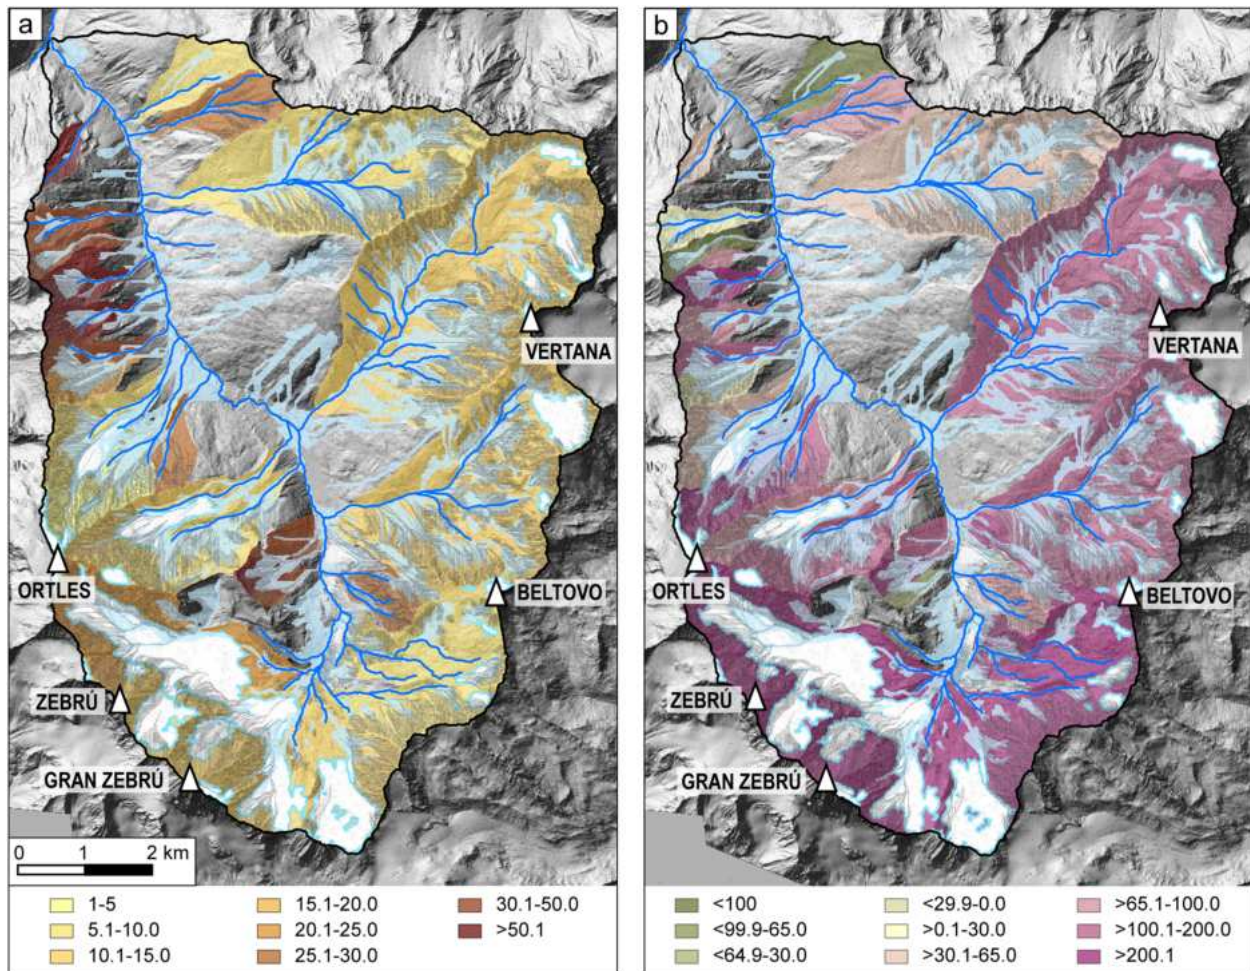 a
VERTANA
ORTLES
BELTOVO
ZEBRÚ
GRAN ZEBRÚ
0 1 2 km
1-5
5.1-10.0
10.1-15.0
15.1-20.0
20.1-25.0
25.1-30.0
30.1-50.0
>50.1
b
VERTANA
ORTLES
BELTOVO
ZEBRÚ
GRAN ZEBRÚ
<100
<99.9-65.0
<64.9-30.0
<29.9-0.0
>0.1-30.0
>30.1-65.0
>65.1-100.0
>100.1-200.0
>200.1